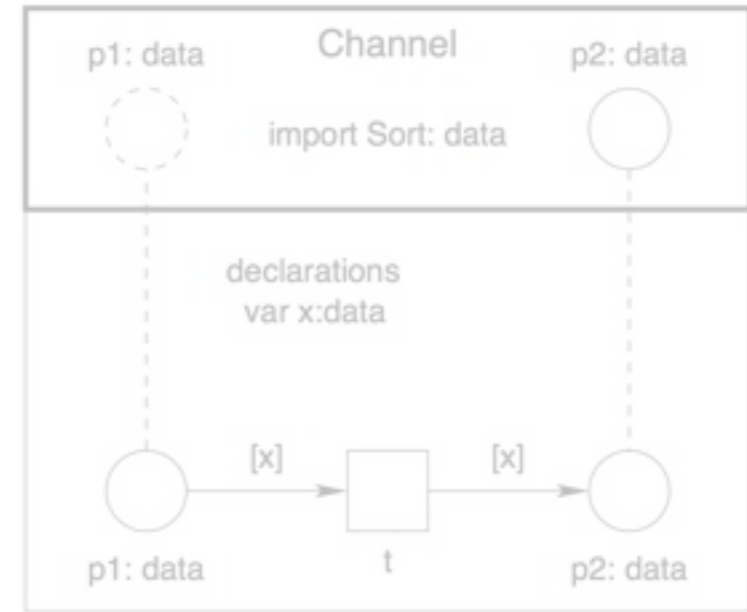 Channel
p1: data
p2: data
import Sort: data
declarations
var x:data
[x]
[x]
p1: data
t
p2: data